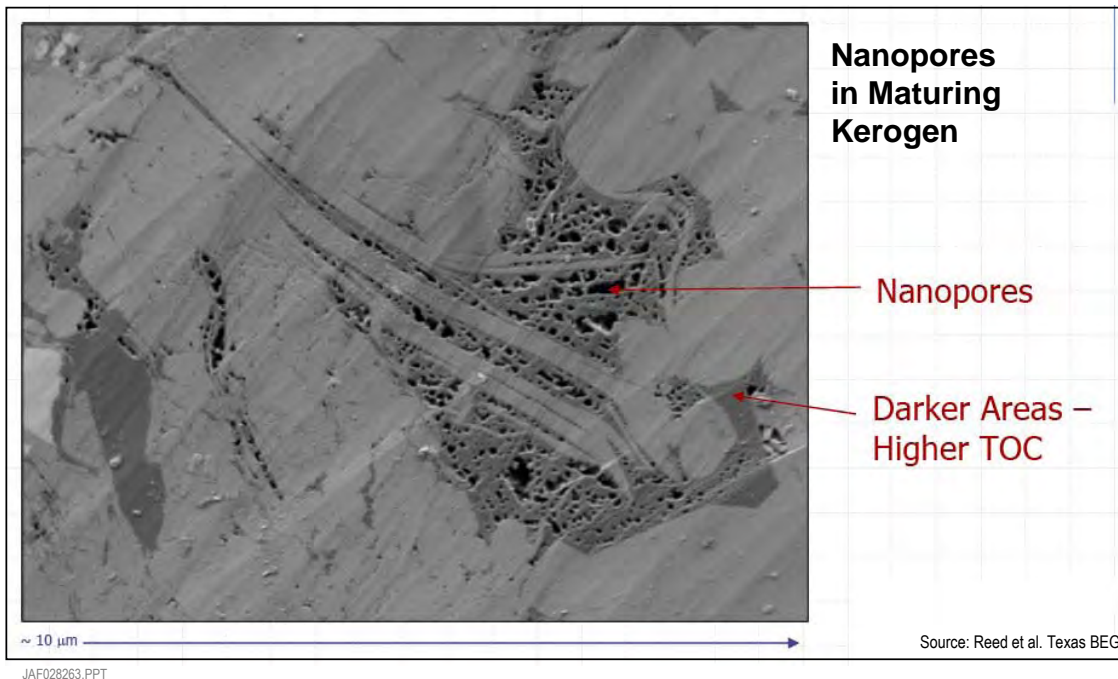 Nanopores
in Maturing
Kerogen
Nanopores
Darker Areas –
Higher TOC
~ 10 μm
Source: Reed et al. Texas BEG
JAF028263.PPT